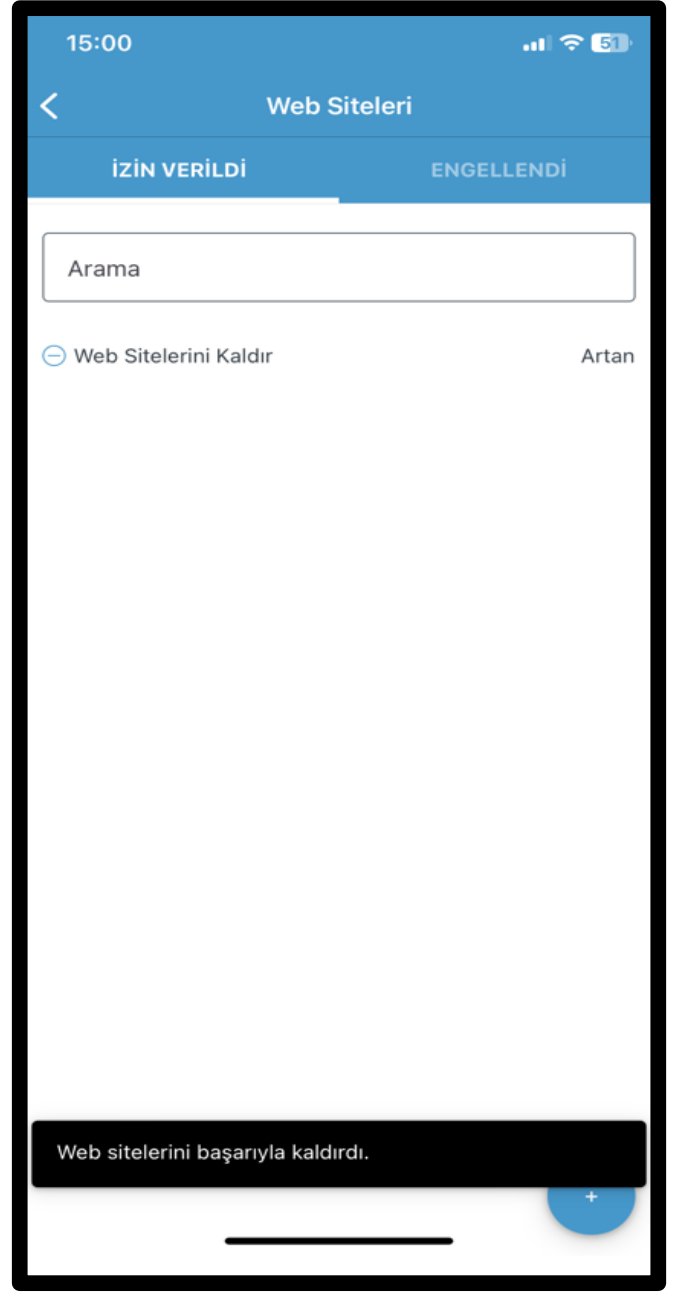 15:00
51
Web Siteleri
İZİN VERİLDİ
ENGELLENDİ
Arama
Web Sitelerini Kaldır
Artan
Web sitelerini başarıyla kaldırdı.
+